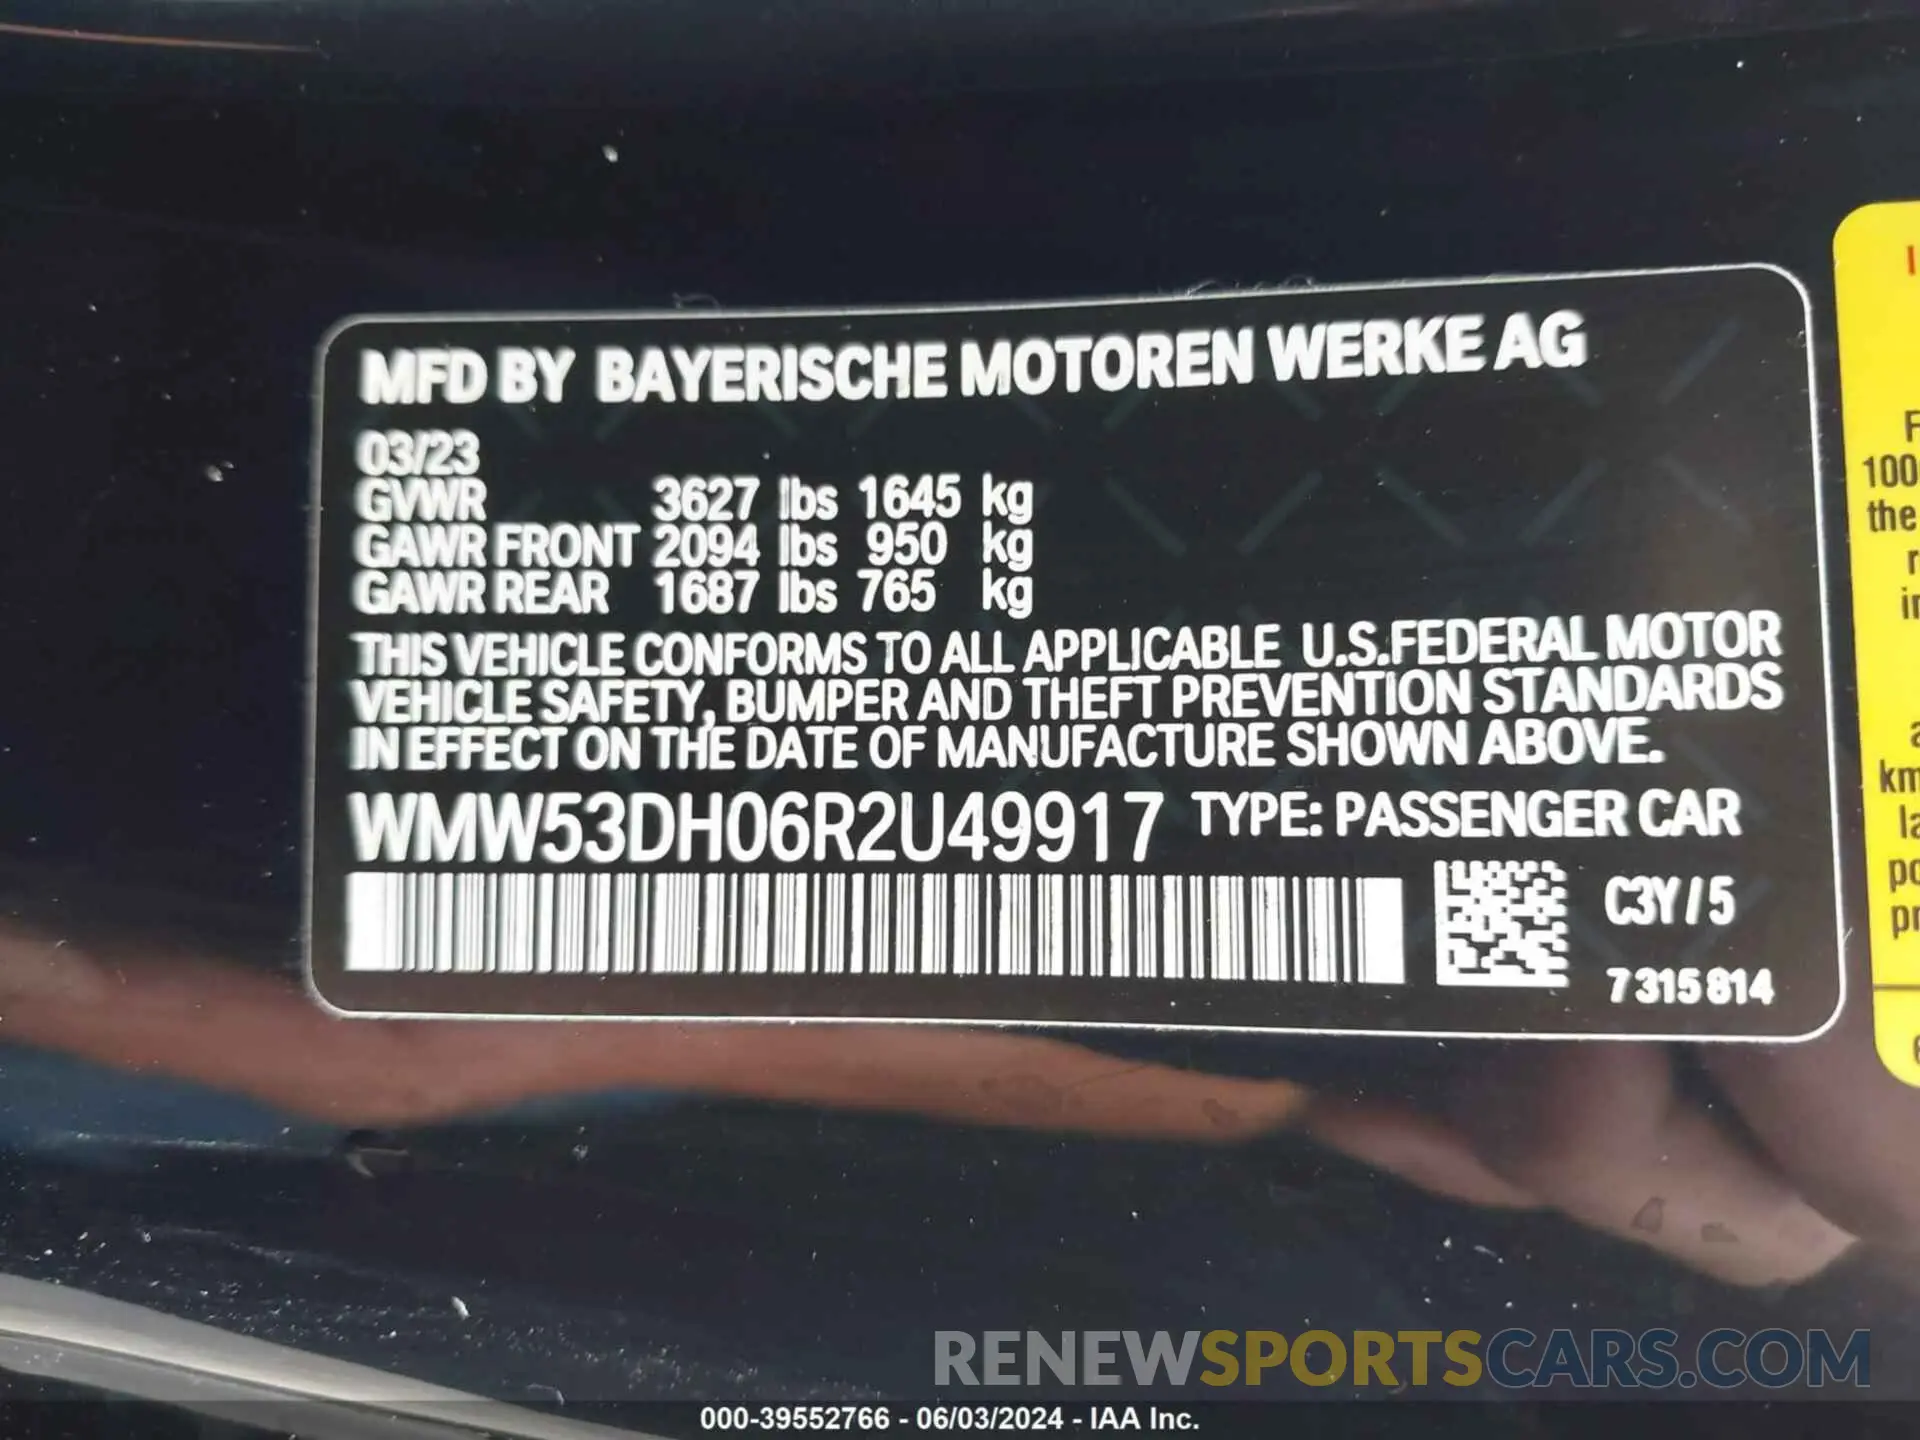 MFD BY BAYERISCHE MOTOREN WERKE AG
03/23
GVWR 3627 lbs 1645 kg
GAWR FRONT 2094 lbs 950 kg
GAWR REAR 1687 lbs 765 kg
THIS VEHICLE CONFORMS TO ALL APPLICABLE U.S.FEDERAL MOTOR
VEHICLE SAFETY, BUMPER AND THEFT PREVENTION STANDARDS
IN EFFECT ON THE DATE OF MANUFACTURE SHOWN ABOVE.
WMW53DH06R2U49917 TYPE: PASSENGER CAR
C3Y/5
7315814
the
RENEWSPORTSCARS.COM
000-39552766 - 06/03/2024 - IAA Inc.